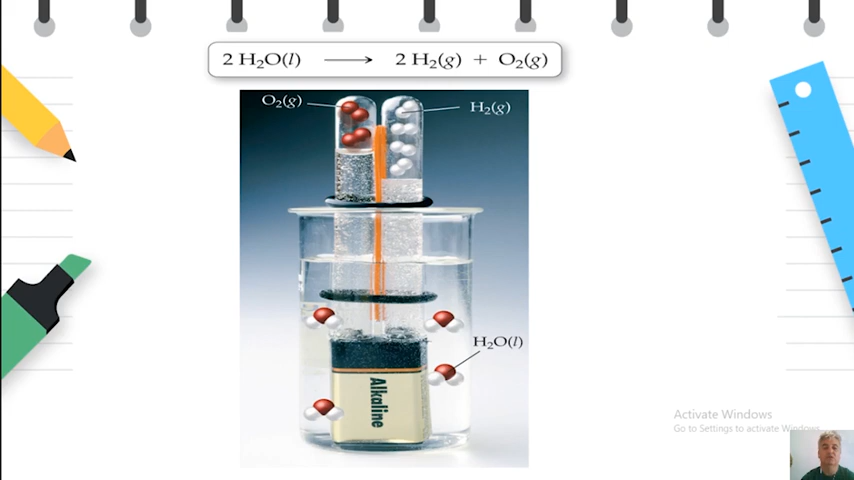 2 H₂O(l) ⟶ 2 H₂(g) + O₂(g)
O₂(g)
H₂(g)
H₂O(l)
Alkaline
Activate Windows
Go to Settings to activate Windows.